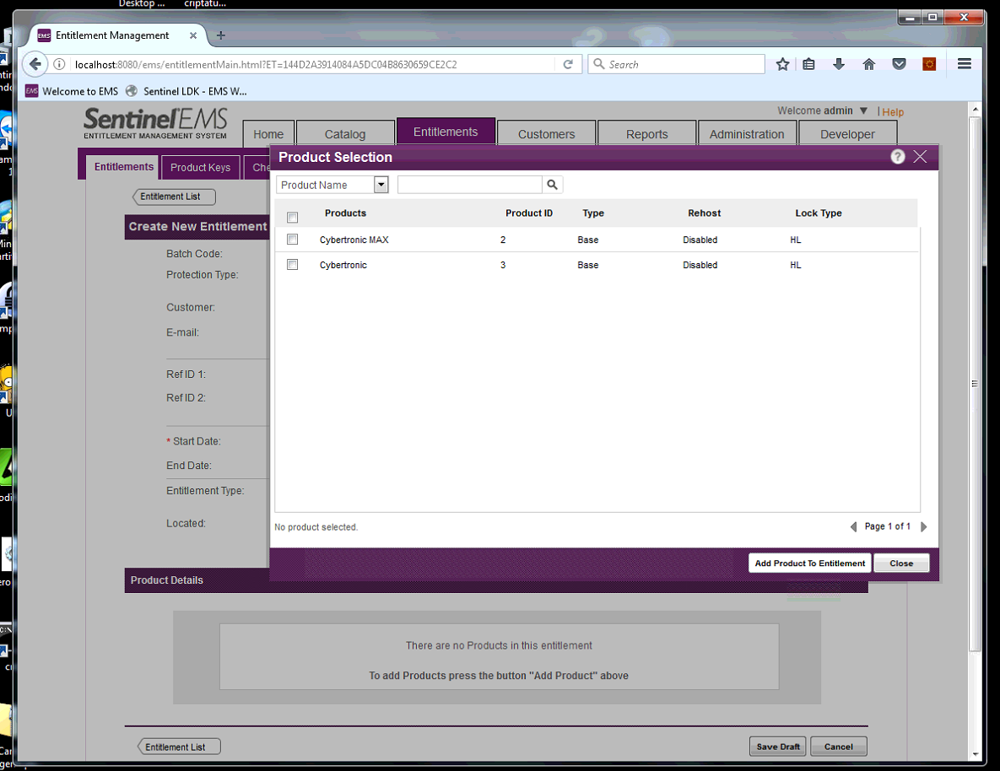 Desktop ... criptatu...
EMS Entitlement Management
localhost:8080/ems/entitlementMain.html?ET=144D2A3914084A5DC04B8630659CE2C2 Search
EMS Welcome to EMS Sentinel LDK - EMS W...
Sentinel EMS
ENTITLEMENT MANAGEMENT SYSTEM
Welcome admin | Help
Home Catalog Entitlements Customers Reports Administration Developer
Entitlements Product Keys Che
Product Selection
Product Name
Entitlement List
Create New Entitlement
Products Product ID Type Rehost Lock Type
Cybertronic MAX 2 Base Disabled HL
Cybertronic 3 Base Disabled HL
Batch Code:
Protection Type:
Customer:
E-mail:
Ref ID 1:
Ref ID 2:
* Start Date:
End Date:
Entitlement Type:
Located:
No product selected. Page 1 of 1
Add Product To Entitlement Close
Product Details
There are no Products in this entitlement
To add Products press the button "Add Product" above
Entitlement List Save Draft Cancel